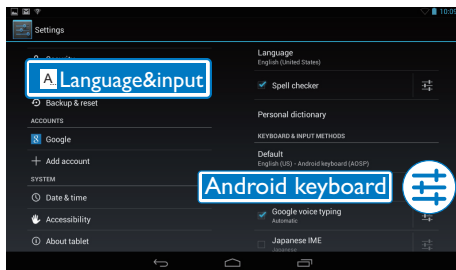 10:09
Settings
Security
Language&input
Backup & reset
ACCOUNTS
Google
Add account
SYSTEM
Date & time
Accessibility
About tablet
Language
English (United States)
Spell checker
Personal dictionary
KEYBOARD & INPUT METHODS
Default
English (US) - Android keyboard (AOSP)
Android keyboard
Google voice typing
Automatic
Japanese IME
Japanese